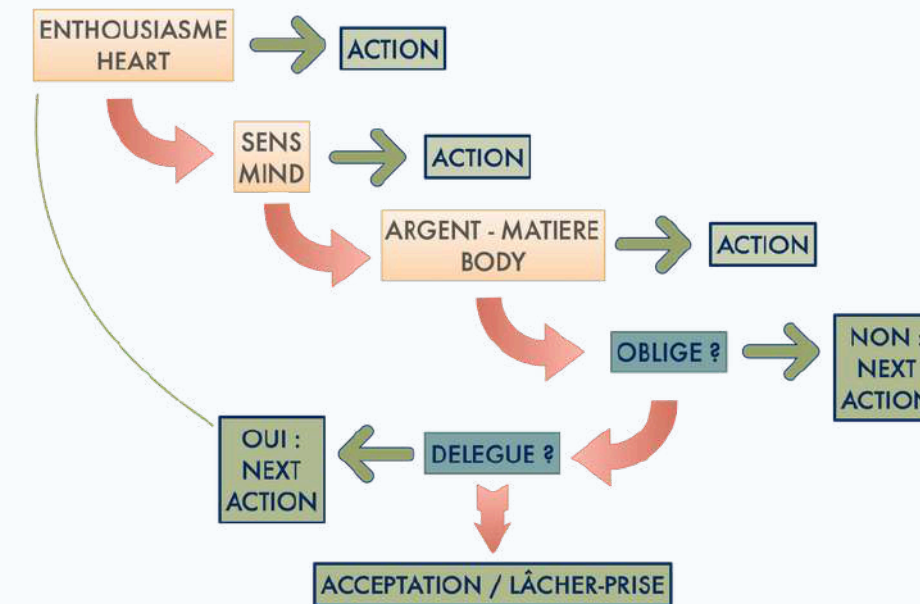 ENTHOUSIASME
HEART
ACTION
SENS
MIND
ACTION
ARGENT - MATIERE
BODY
ACTION
OBLIGE ?
NON :
NEXT
ACTION
DELEGUE ?
OUI :
NEXT
ACTION
ACCEPTATION / LÂCHER-PRISE